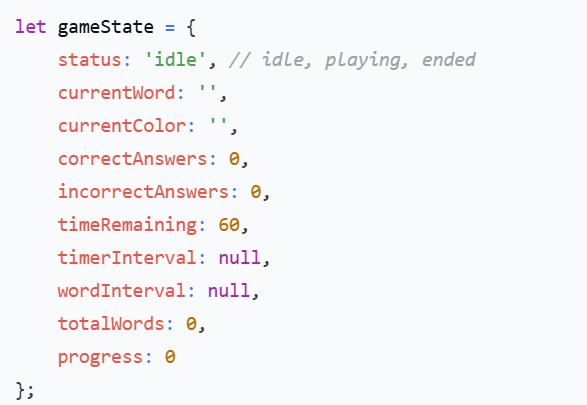 let gameState = {
    status: 'idle', // idle, playing, ended
    currentWord: '',
    currentColor: '',
    correctAnswers: 0,
    incorrectAnswers: 0,
    timeRemaining: 60,
    timerInterval: null,
    wordInterval: null,
    totalWords: 0,
    progress: 0
};